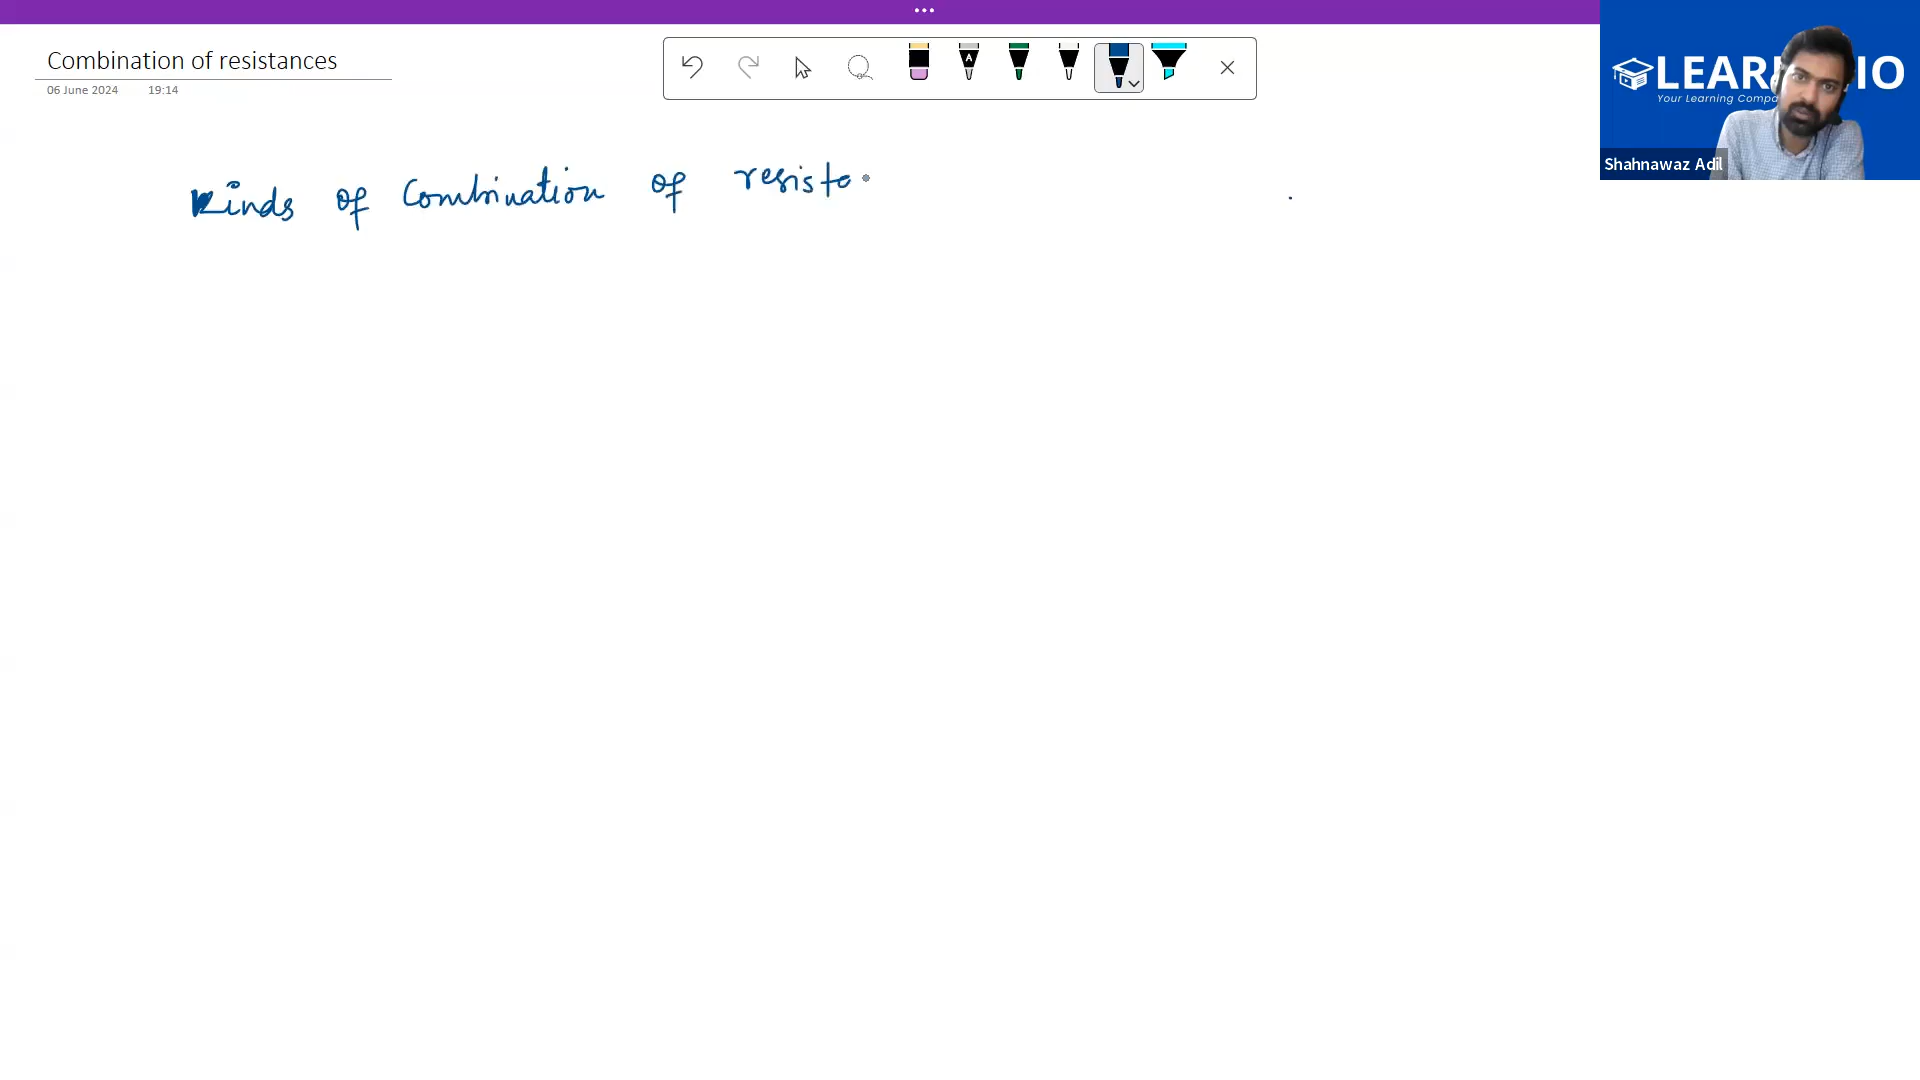 Combination of resistances
06 June 2024 19:14
Kinds of Combination of resisto
LEAR IO
Your Learning Compa
Shahnawaz Adil